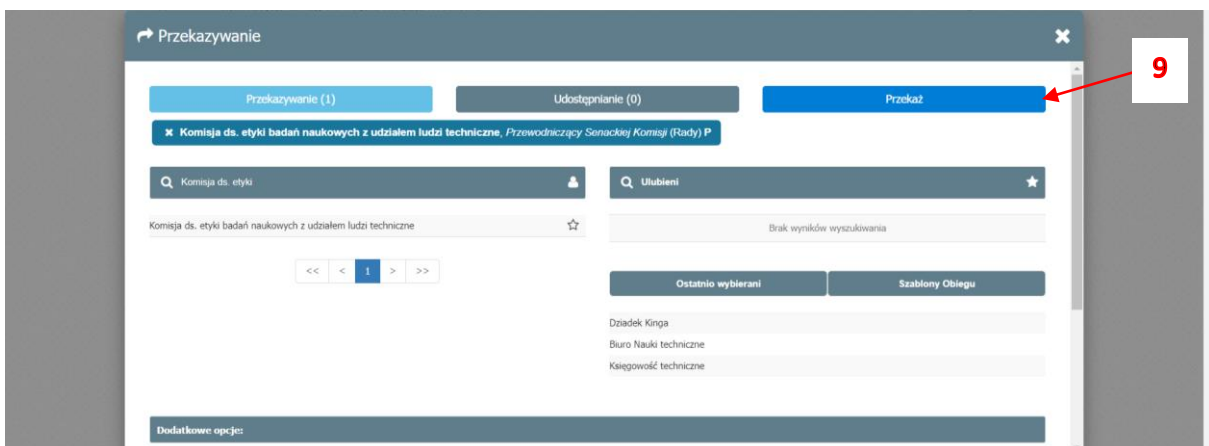 Przekazywanie
9
Przekazywanie (1)
Udostępnianie (0)
Przekaż
Komisja ds. etyki badań naukowych z udziałem ludzi techniczne, Przewodniczący Senackiej Komisji (Rady) P
Komisja ds. etyki
Ulubieni
Komisja ds. etyki badań naukowych z udziałem ludzi techniczne
Brak wyników wyszukiwania
<< < 1 > >>
Ostatnio wybierani
Szablony Obiegu
Dziadek Kinga
Biuro Nauki techniczne
Księgowość techniczne
Dodatkowe opcje: